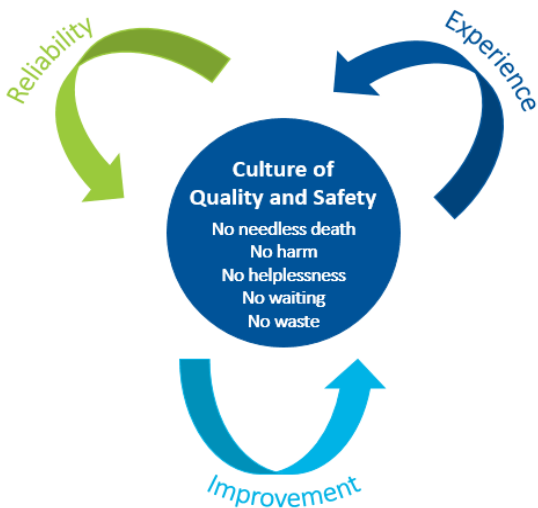 Reliability
Experience
Culture of
Quality and Safety
No needless death
No harm
No helplessness
No waiting
No waste
Improvement